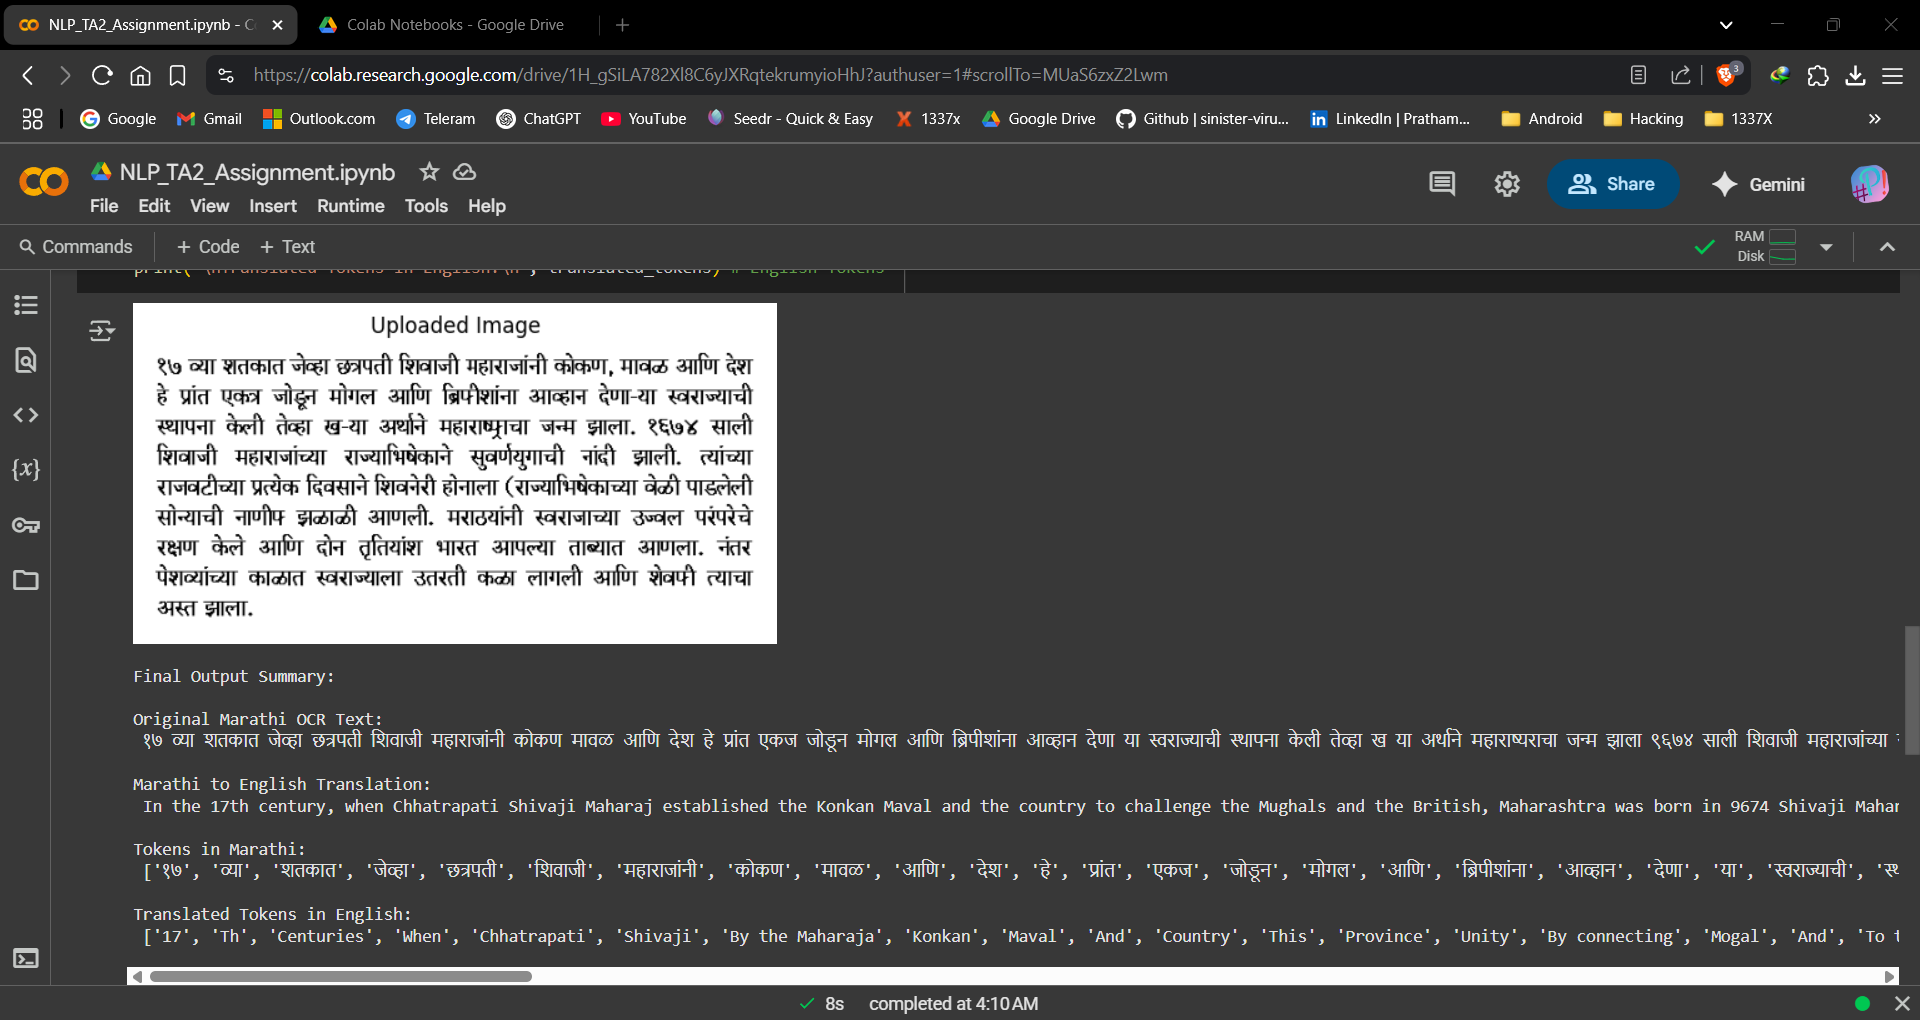 NLP_TA2_Assignment.ipynb - C
Colab Notebooks - Google Drive
https://colab.research.google.com/drive/1H_gSiLA782Xl8C6yJXRqtekrumyioHhJ?authuser=1#scrollTo=MUaS6zxZ2Lwm
3
Google Gmail Outlook.com Teleram ChatGPT YouTube Seedr - Quick & Easy 1337x Google Drive Github | sinister-viru... LinkedIn | Pratham... Android Hacking 1337X
NLP_TA2_Assignment.ipynb
File Edit View Insert Runtime Tools Help
Share
Gemini
Commands + Code + Text
RAM
Disk
print("\nTranslated Tokens in English:\n", translated_tokens) # English Tokens
Uploaded Image
१७ व्या शतकात जेव्हा छत्रपती शिवाजी महाराजांनी कोकण, मावळ आणि देश
हे प्रांत एकत्र जोडून मोगल आणि ब्रिपीशांना आव्हान देणा-या स्वराज्याची
स्थापना केली तेव्हा ख-या अर्थाने महाराष्प्राचा जन्म झाला. १६७४ साली
शिवाजी महाराजांच्या राज्याभिषेकाने सुवर्णयुगाची नांदी झाली. त्यांच्या
राजवटीच्या प्रत्येक दिवसाने शिवनेरी होनाला (राज्याभिषेकाच्या वेळी पाडलेली
सोन्याची नाणीप झळाळी आणली. मराठयांनी स्वराजाच्या उज्वल परंपरेचे
रक्षण केले आणि दोन तृतियांश भारत आपल्या ताब्यात आणला. नंतर
पेशव्यांच्या काळात स्वराज्याला उतरती कळा लागली आणि शेवपी त्याचा
अस्त झाला.
Final Output Summary:
Original Marathi OCR Text:
१७ व्या शतकात जेव्हा छत्रपती शिवाजी महाराजांनी कोकण मावळ आणि देश हे प्रांत एकज जोडून मोगल आणि ब्रिपीशांना आव्हान देणा या स्वराज्याची स्थापना केली तेव्हा ख या अर्थाने महाराष्यराचा जन्म झाला ९६७४ साली शिवाजी महाराजांच्या
Marathi to English Translation:
In the 17th century, when Chhatrapati Shivaji Maharaj established the Konkan Maval and the country to challenge the Mughals and the British, Maharashtra was born in 9674 Shivaji Mahar
Tokens in Marathi:
['१७', 'व्या', 'शतकात', 'जेव्हा', 'छत्रपती', 'शिवाजी', 'महाराजांनी', 'कोकण', 'मावळ', 'आणि', 'देश', 'हे', 'प्रांत', 'एकज', 'जोडून', 'मोगल', 'आणि', 'ब्रिपीशांना', 'आव्हान', 'देणा', 'या', 'स्वराज्याची', 'स्थ
Translated Tokens in English:
['17', 'Th', 'Centuries', 'When', 'Chhatrapati', 'Shivaji', 'By the Maharaja', 'Konkan', 'Maval', 'And', 'Country', 'This', 'Province', 'Unity', 'By connecting', 'Mogal', 'And', 'To t
8s completed at 4:10 AM